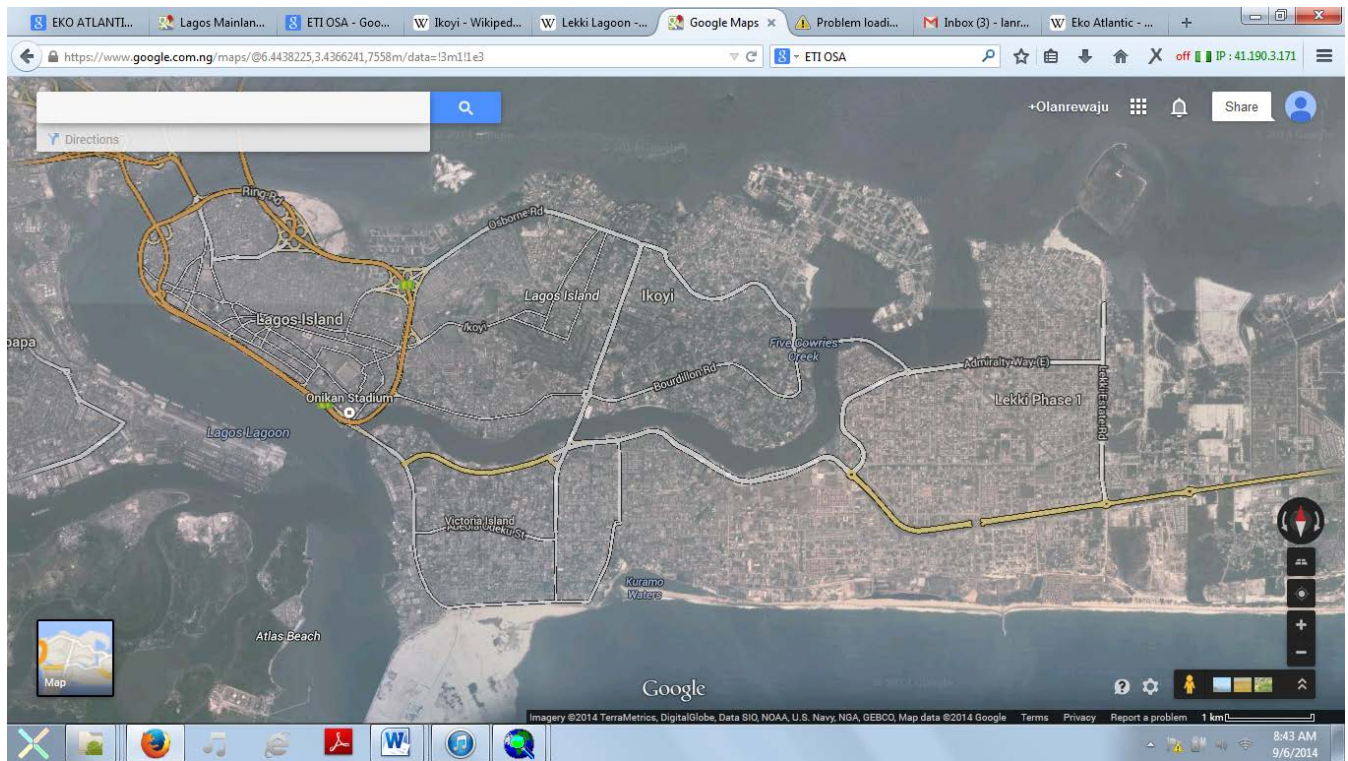 EKO ATLANTI...
Lagos Mainlan...
ETI OSA - Goo...
Ikoyi - Wikiped...
Lekki Lagoon -...
Google Maps
Problem loadi...
Inbox (3) - lanr...
Eko Atlantic - ...
https://www.google.com.ng/maps/@6.4438225,3.4366241,7558m/data=!3m1!1e3
ETI OSA
off IP : 41.190.3.171
+Olanrewaju
Share
Directions
Ring Rd
Osborne Rd
Lagos Island
Ikoyi
Lagos Island
Ikoyi
Five Cowries
Creek
Admiralty Way (E)
Bourdillon Rd
Lekki Phase 1
Lekki Estate Rd
Onikan Stadium
Lagos Lagoon
Victoria Island
Adeola Odeku St
Kuramo
Waters
Atlas Beach
Map
Google
Imagery ©2014 TerraMetrics, DigitalGlobe, Data SIO, NOAA, U.S. Navy, NGA, GEBCO, Map data ©2014 Google
Terms
Privacy
Report a problem
1 km
8:43 AM
9/6/2014